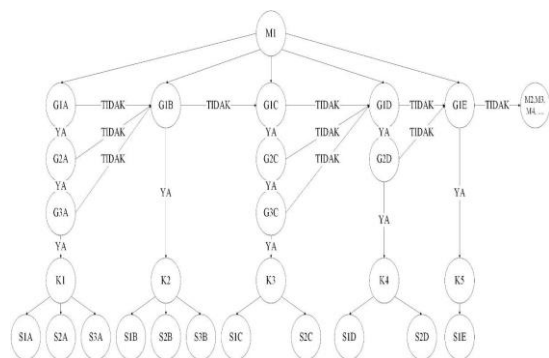 M1
G1A TIDAK G1B TIDAK G1C TIDAK G1D TIDAK G1E TIDAK M2,M3,
M4, ....
YA TIDAK YA TIDAK YA TIDAK
G2A G2C G2D
TIDAK TIDAK
YA YA
G3A YA G3C YA YA
YA YA
K1 K2 K3 K4 K5
S1A S2A S3A S1B S2B S3B S1C S2C S1D S2D S1E